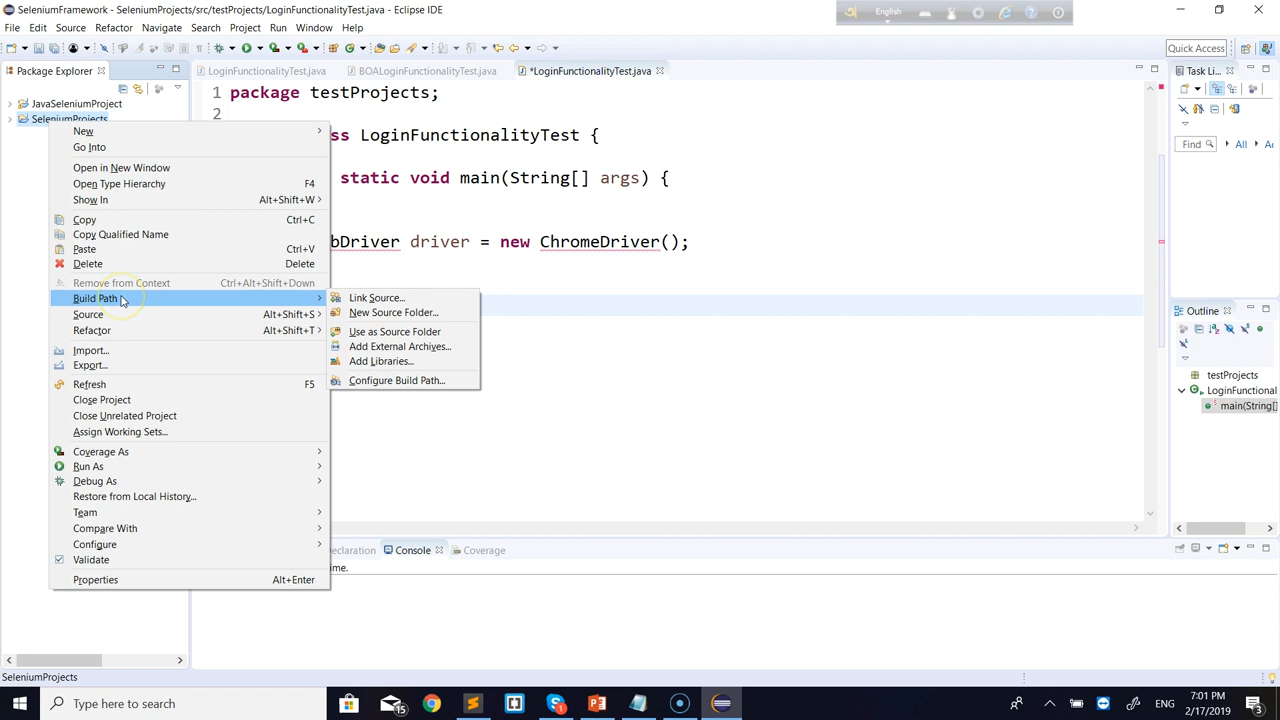 SeleniumFramework - SeleniumProjects/src/testProjects/LoginFunctionalityTest.java - Eclipse IDE
English
File Edit Source Refactor Navigate Search Project Run Window Help
Quick Access
Package Explorer
LoginFunctionalityTest.java
BOALoginFunctionalityTest.java
*LoginFunctionalityTest.java
Task Li...
JavaSeleniumProject
SeleniumProjects
1 package testProjects;
2
ss LoginFunctionalityTest {
static void main(String[] args) {
bDriver driver = new ChromeDriver();
New
Go Into
Open in New Window
Open Type Hierarchy F4
Show In Alt+Shift+W
Copy Ctrl+C
Copy Qualified Name
Paste Ctrl+V
Delete Delete
Remove from Context Ctrl+Alt+Shift+Down
Build Path
Source Alt+Shift+S
Refactor Alt+Shift+T
Import...
Export...
Refresh F5
Close Project
Close Unrelated Project
Assign Working Sets...
Coverage As
Run As
Debug As
Restore from Local History...
Team
Compare With
Configure
Validate
Properties Alt+Enter
Link Source...
New Source Folder...
Use as Source Folder
Add External Archives...
Add Libraries...
Configure Build Path...
Find All
Outline
testProjects
LoginFunctional
main(String[]
eclaration Console Coverage
ime.
SeleniumProjects
Type here to search
15
1
ENG
7:01 PM
2/17/2019
3